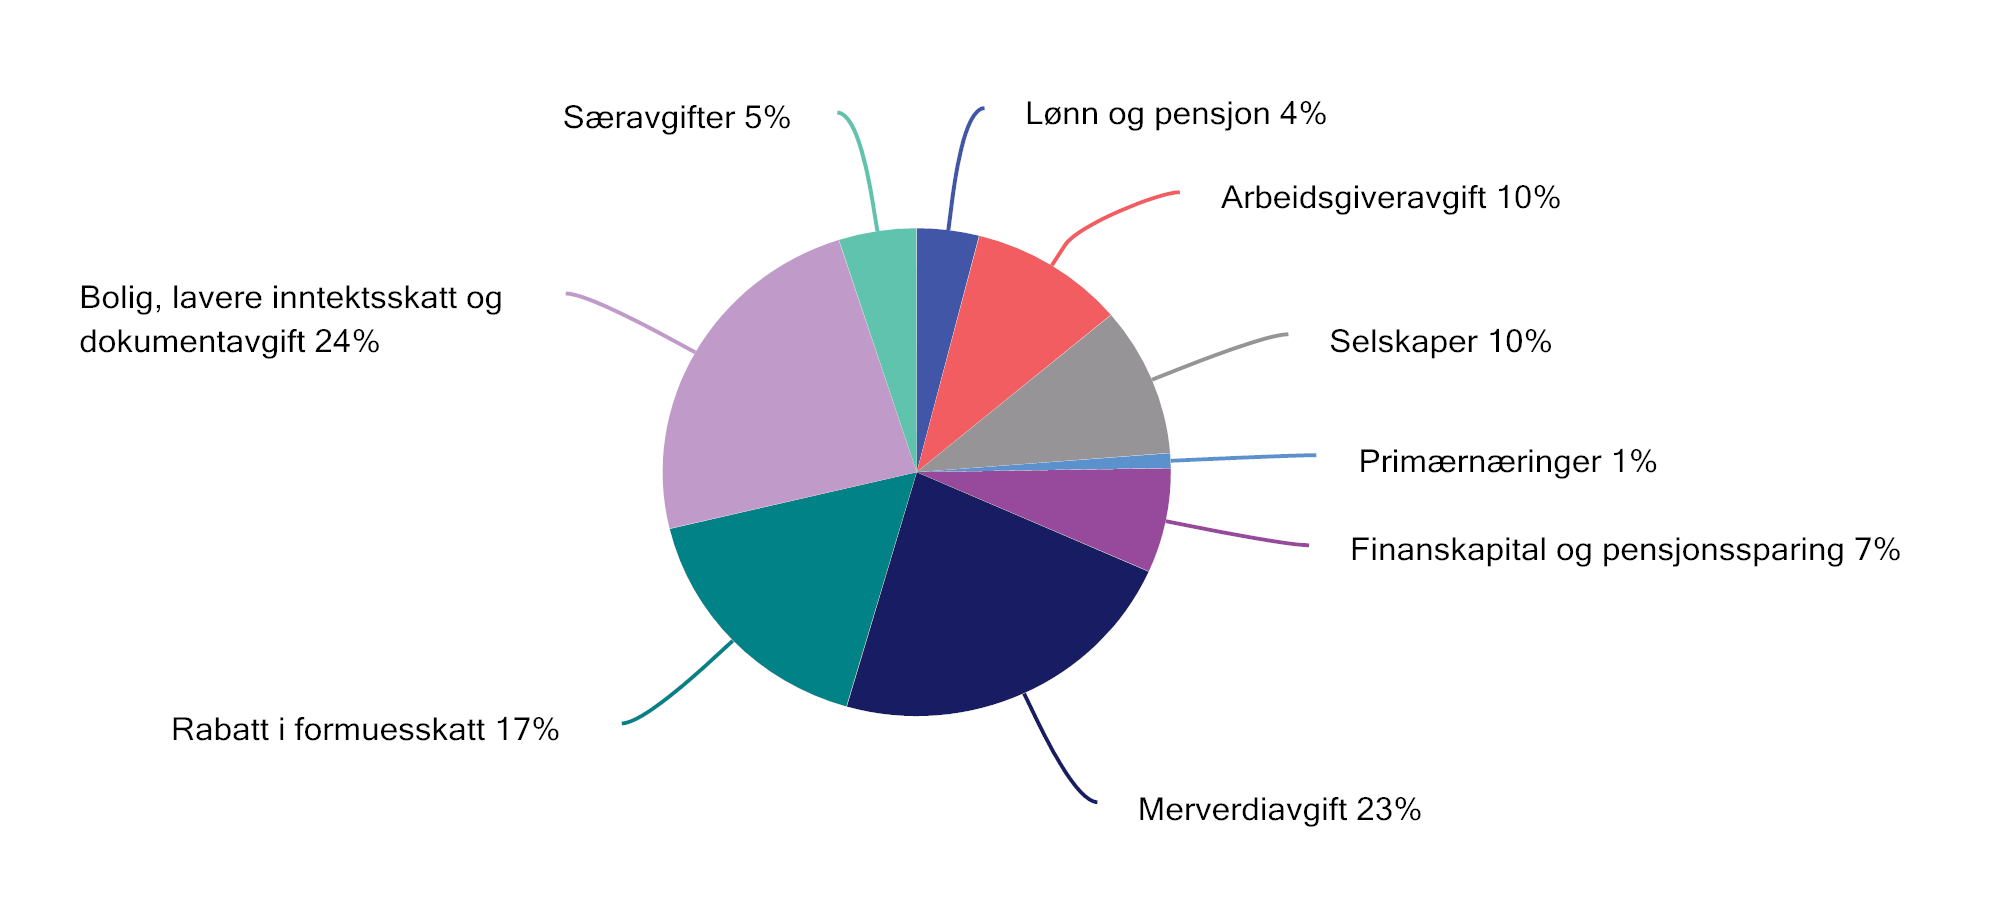 Særavgifter 5%
Lønn og pensjon 4%
Arbeidsgiveravgift 10%
Bolig, lavere inntektsskatt og
dokumentavgift 24%
Selskaper 10%
Primærnæringer 1%
Finanskapital og pensjonssparing 7%
Rabatt i formuesskatt 17%
Merverdiavgift 23%